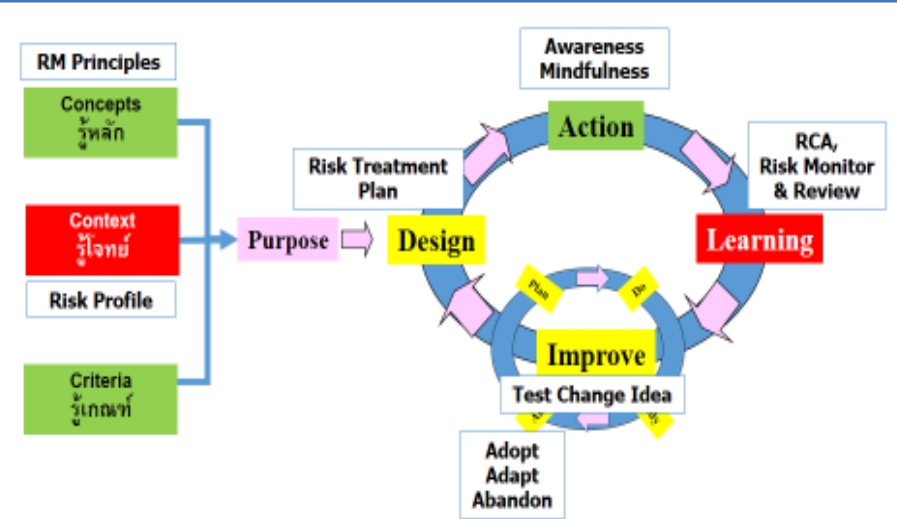 RM Principles
Concepts
รู้หลัก
Context
รู้โจทย์
Risk Profile
Criteria
รู้เกณฑ์
Purpose
Risk Treatment
Plan
Design
Awareness
Mindfulness
Action
RCA,
Risk Monitor
& Review
Learning
Plan
Do
Improve
Test Change Idea
Adopt
Adapt
Abandon